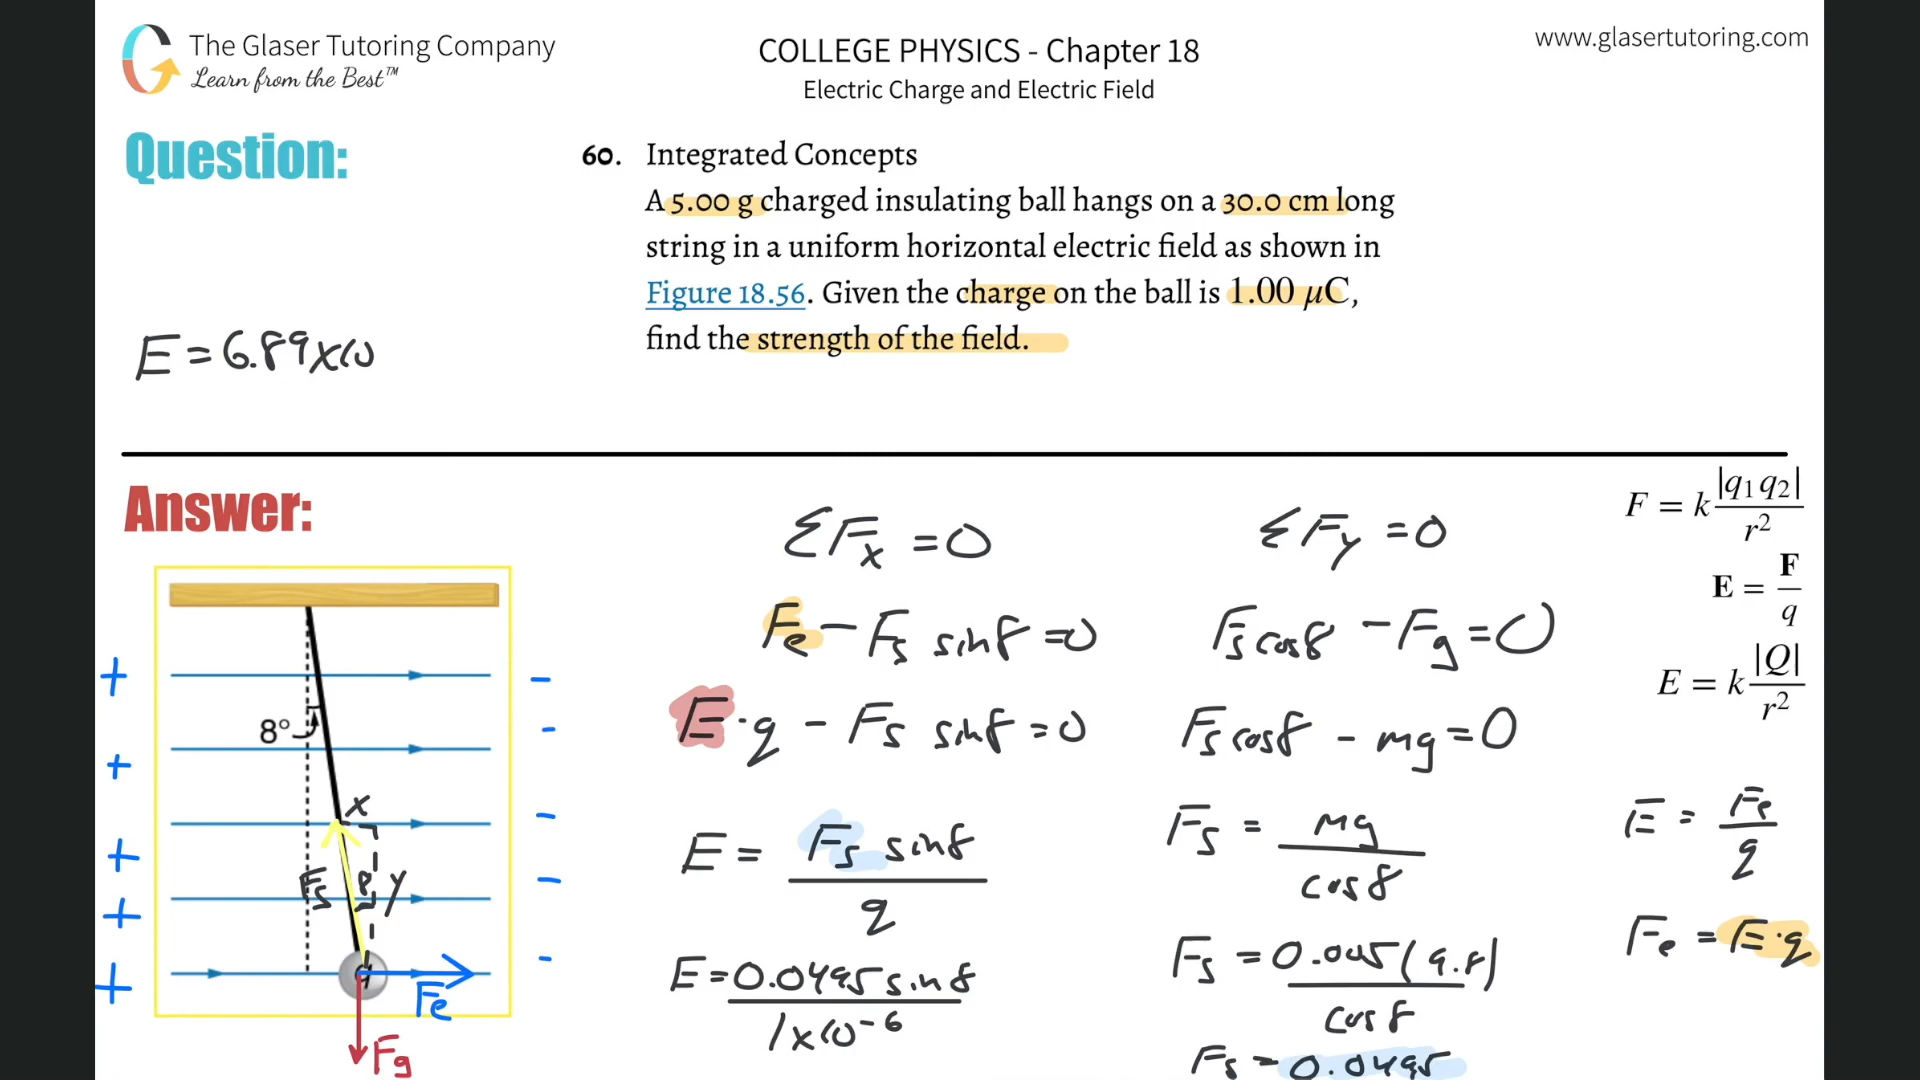 The Glaser Tutoring Company
Learn from the Best™
COLLEGE PHYSICS - Chapter 18
Electric Charge and Electric Field
www.glasertutoring.com
Question:
60. Integrated Concepts
A 5.00 g charged insulating ball hangs on a 30.0 cm long
string in a uniform horizontal electric field as shown in
Figure 18.56. Given the charge on the ball is 1.00 μC,
find the strength of the field.
E = 6.89x10
Answer:
8°
+
+
+
+
+
-
-
-
-
-
x
y
Fs
8
q
Fe
Fg
ΣFx = 0
Fe - Fs sin8 = 0
E·q - Fs sin8 = 0
E = Fs sin8 / q
E = 0.0495 sin8 / 1x10⁻⁶
ΣFy = 0
Fs cos8 - Fg = 0
Fs cos8 - mg = 0
Fs = mg / cos8
Fs = 0.005(9.8) / cos8
Fs = 0.0495
F = k |q₁q₂| / r²
E = F / q
E = k |Q| / r²
E = Fe / q
Fe = E·q